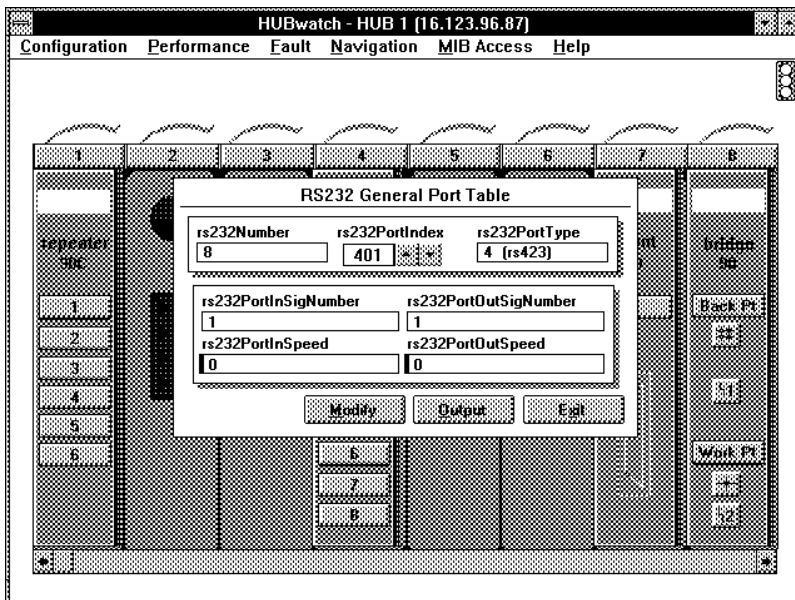 HUBwatch - HUB 1 (16.123.96.87)
Configuration Performance Fault Navigation MIB Access Help
1 2 3 4 5 6 7 8
RS232 General Port Table
rs232Number rs232PortIndex rs232PortType
8 401 4 (rs423)
rs232PortInSigNumber rs232PortOutSigNumber
1 1
rs232PortInSpeed rs232PortOutSpeed
0 0
Modify Output Exit
repeater
90C
1
2
3
4
5
6
6
7
8
bridge
90
Back Pt
Work Pt